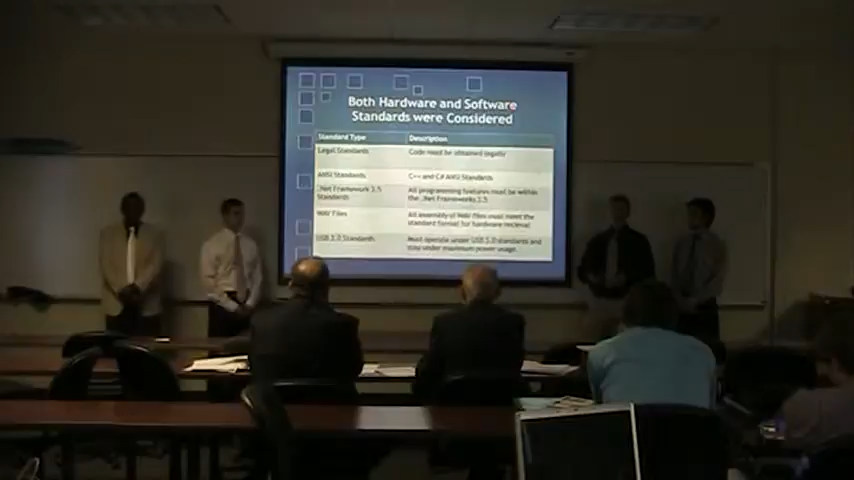 Both Hardware and Software
Standards were Considered
Standard Type Description
Legal Standards Code must be obtained legally
ANSI Standards C++ and C# ANSI Standards
.Net Framework 3.5 All programming features must be within
Standards the .Net Frameworks 3.5
WAV Files All assembly of WAV files must meet the
standard format for hardware
USB 2.0 Standards Must operate under USB 2.0 standards and
stay under maximum power usage.